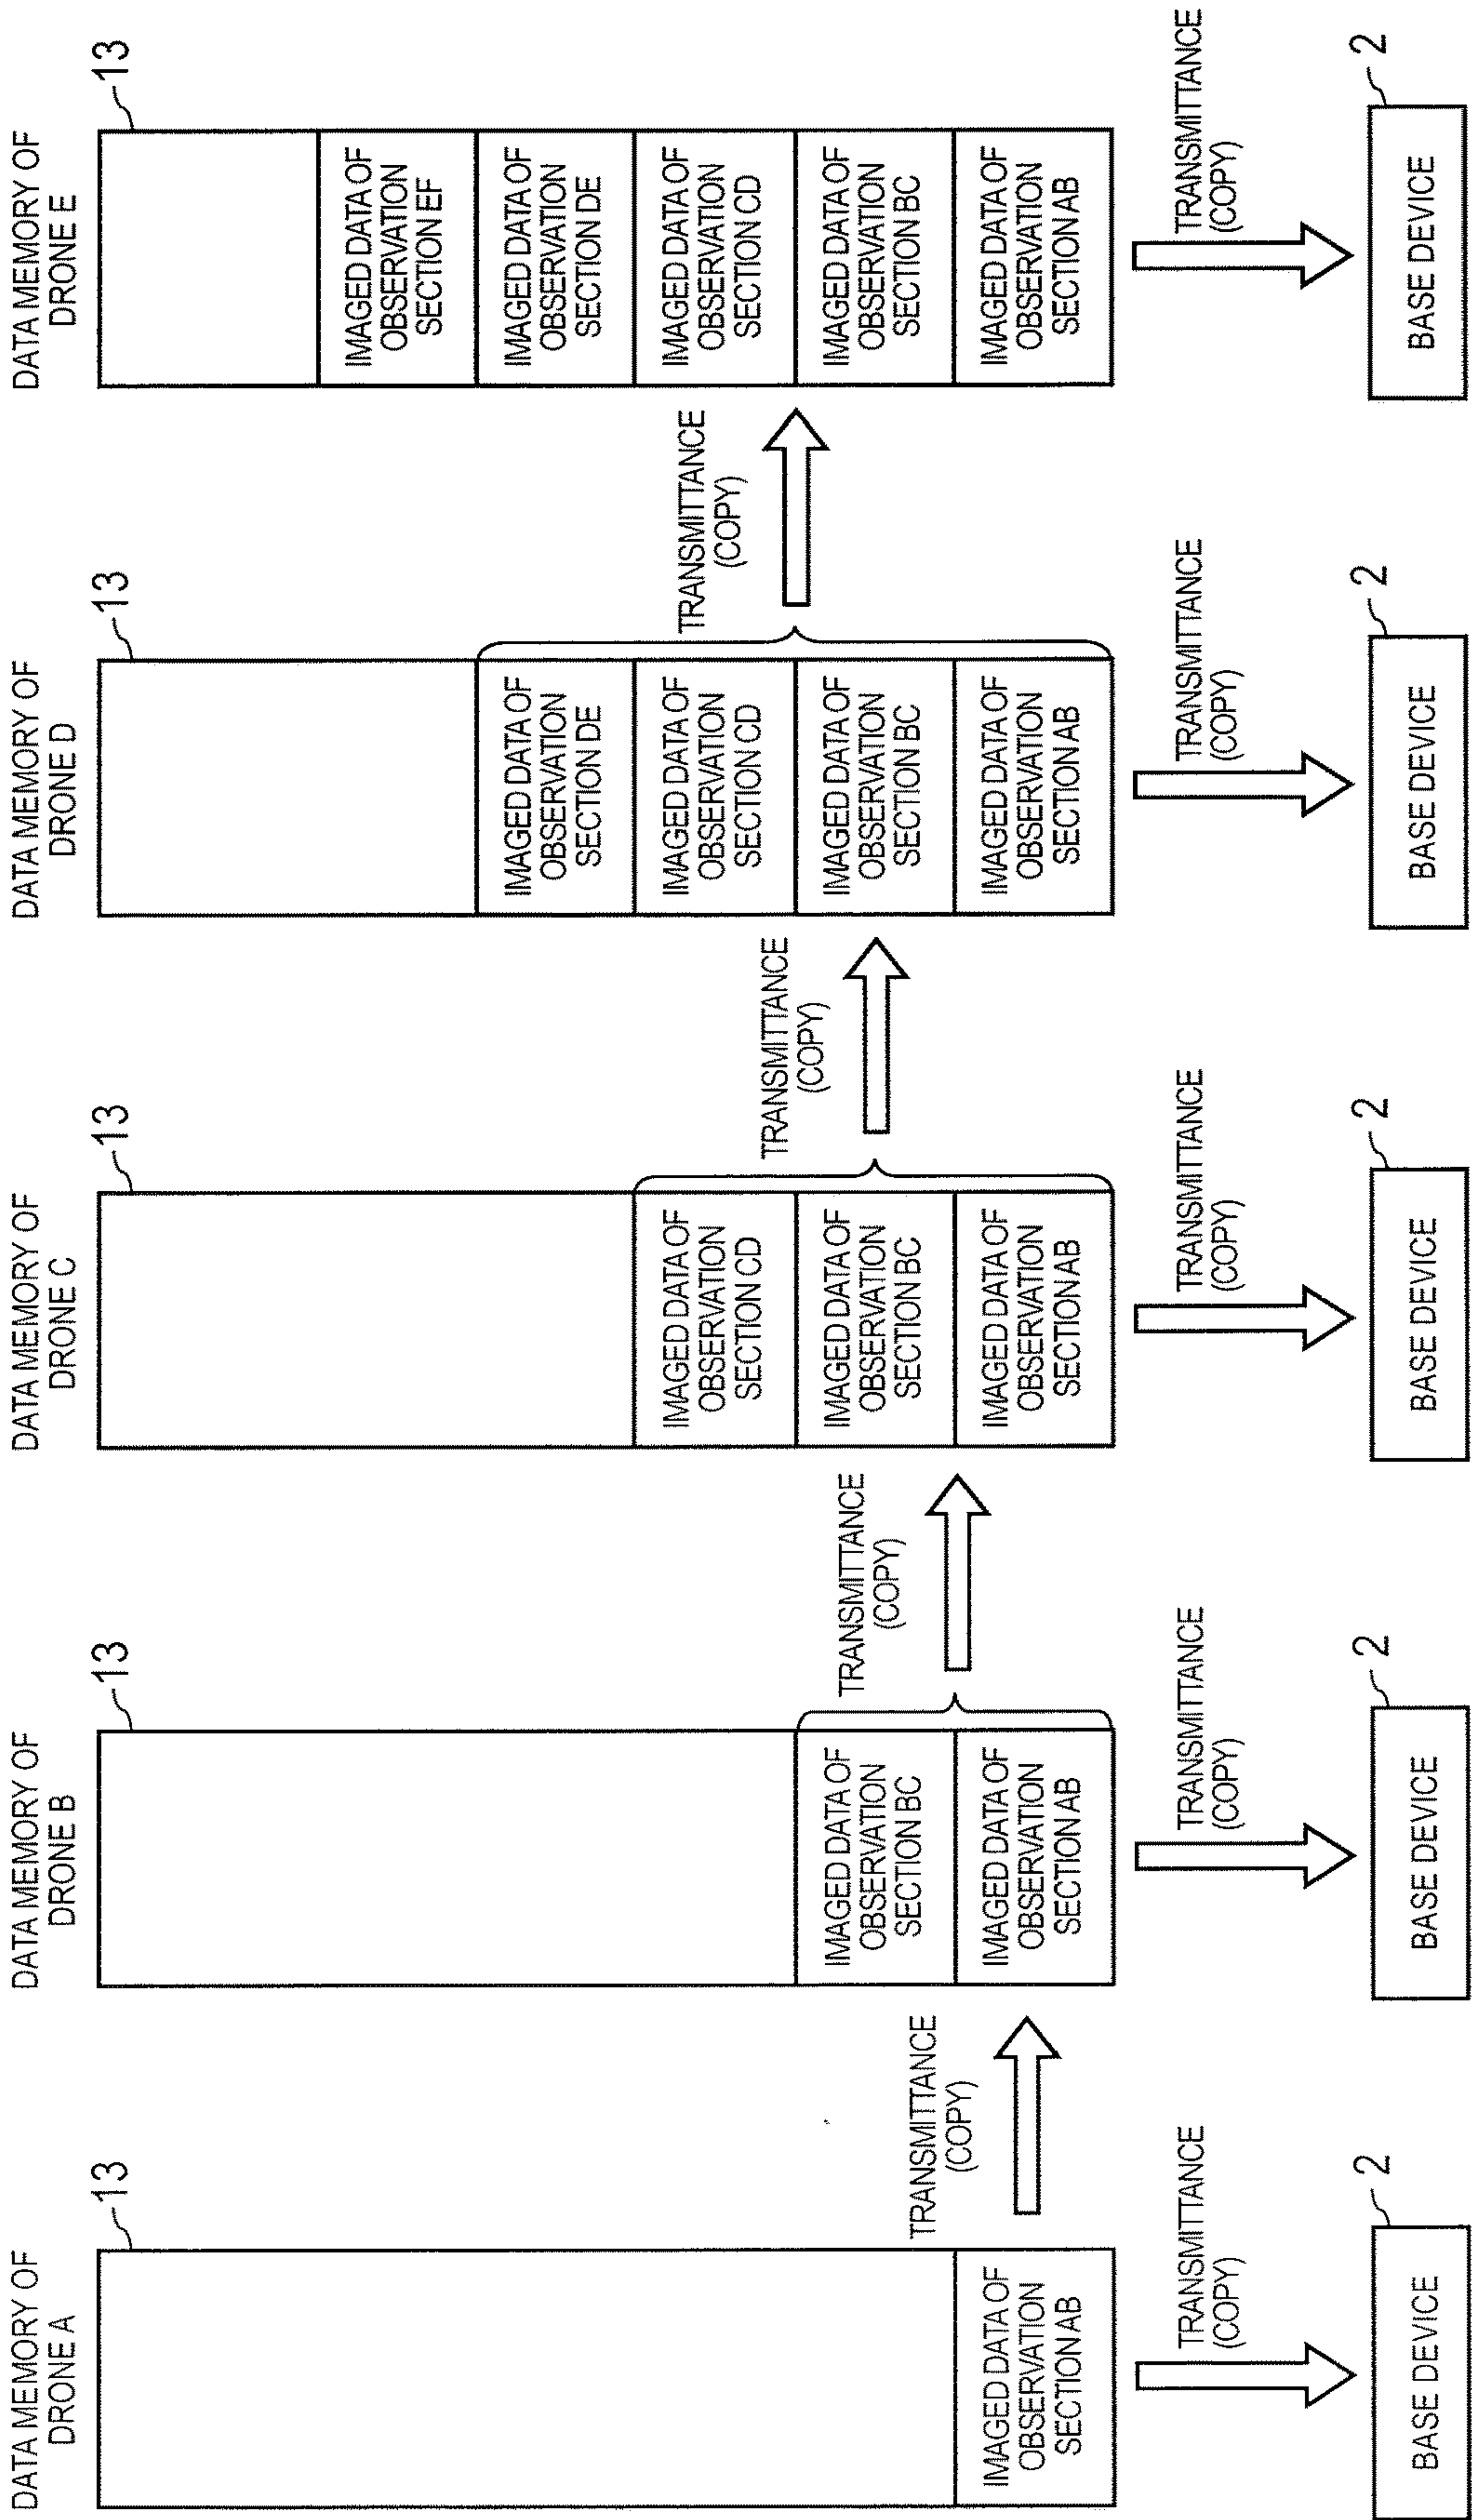 DATA MEMORY OF
DRONE A
13
IMAGED DATA OF
OBSERVATION
SECTION AB
TRANSMITTANCE
(COPY)
TRANSMITTANCE
(COPY)
2
BASE DEVICE
DATA MEMORY OF
DRONE B
13
IMAGED DATA OF
OBSERVATION
SECTION BC
IMAGED DATA OF
OBSERVATION
SECTION AB
TRANSMITTANCE
(COPY)
TRANSMITTANCE
(COPY)
2
BASE DEVICE
DATA MEMORY OF
DRONE C
13
IMAGED DATA OF
OBSERVATION
SECTION CD
IMAGED DATA OF
OBSERVATION
SECTION BC
IMAGED DATA OF
OBSERVATION
SECTION AB
TRANSMITTANCE
(COPY)
TRANSMITTANCE
(COPY)
2
BASE DEVICE
DATA MEMORY OF
DRONE D
13
IMAGED DATA OF
OBSERVATION
SECTION DE
IMAGED DATA OF
OBSERVATION
SECTION CD
IMAGED DATA OF
OBSERVATION
SECTION BC
IMAGED DATA OF
OBSERVATION
SECTION AB
TRANSMITTANCE
(COPY)
TRANSMITTANCE
(COPY)
2
BASE DEVICE
DATA MEMORY OF
DRONE E
13
IMAGED DATA OF
OBSERVATION
SECTION EF
IMAGED DATA OF
OBSERVATION
SECTION DE
IMAGED DATA OF
OBSERVATION
SECTION CD
IMAGED DATA OF
OBSERVATION
SECTION BC
IMAGED DATA OF
OBSERVATION
SECTION AB
TRANSMITTANCE
(COPY)
2
BASE DEVICE